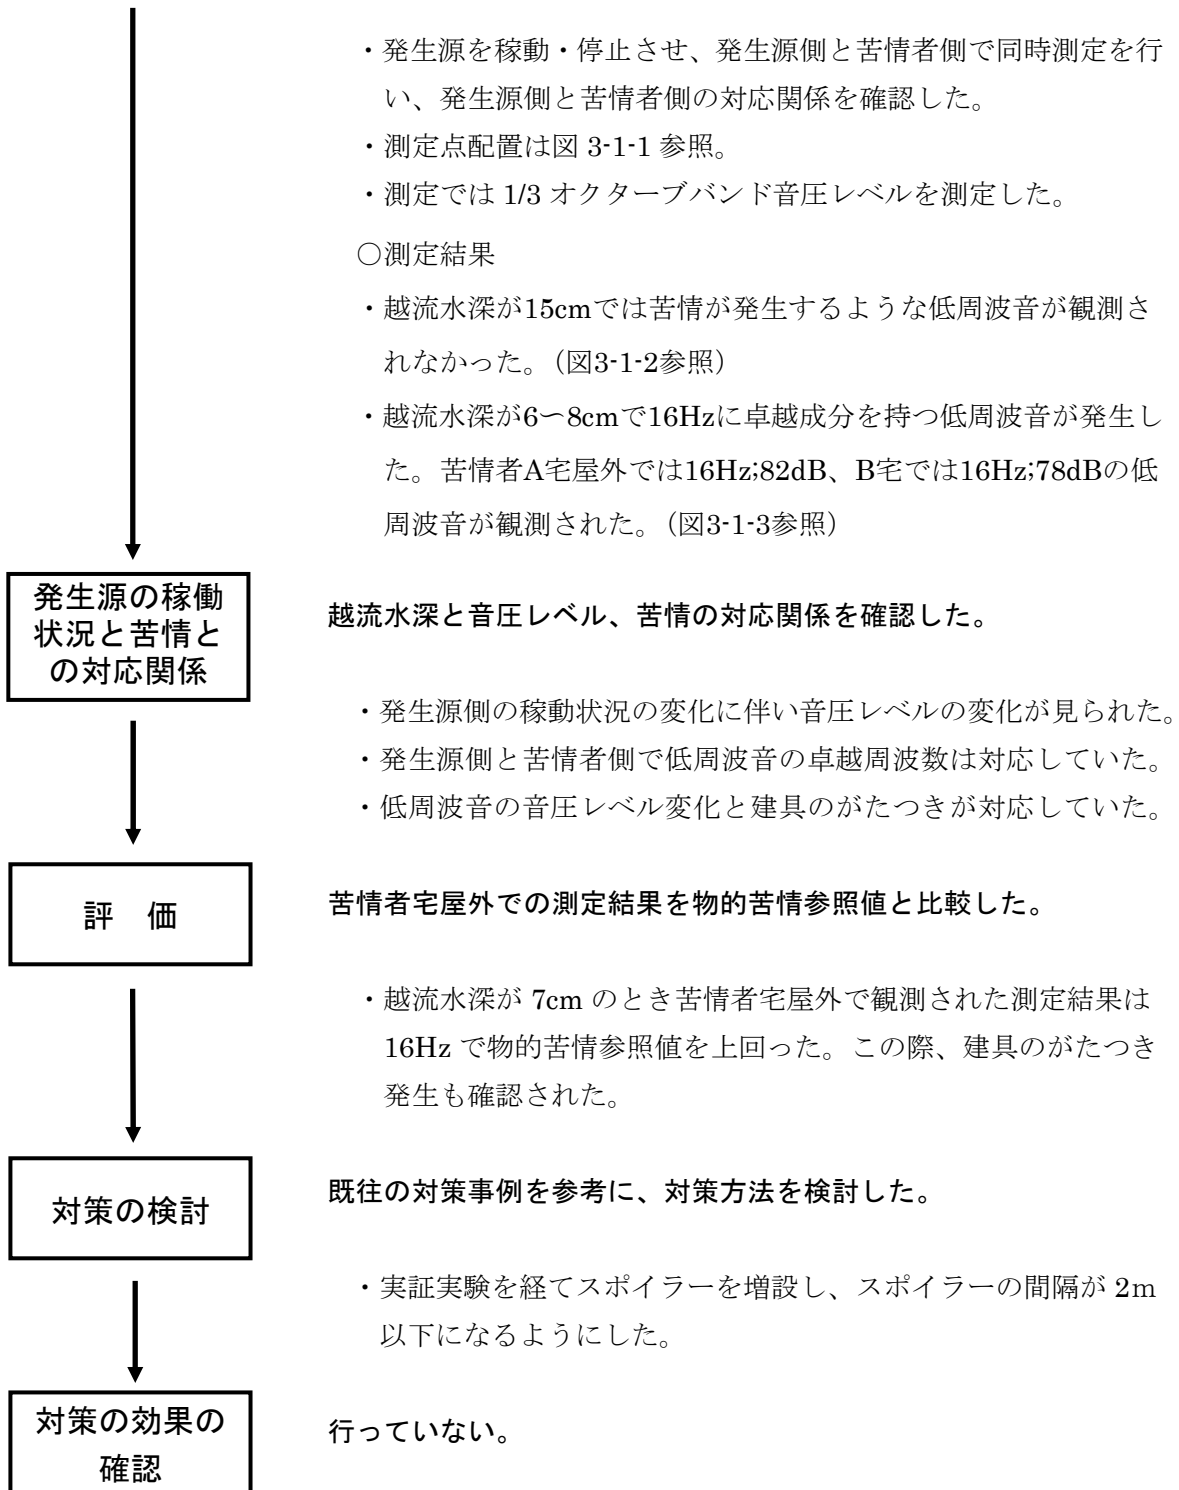 ・発生源を稼動・停止させ、発生源側と苦情者側で同時測定を行
い、発生源側と苦情者側の対応関係を確認した。
・測定点配置は図 3-1-1 参照。
・測定では 1/3 オクターブバンド音圧レベルを測定した。
○測定結果
・越流水深が15cmでは苦情が発生するような低周波音が観測さ
れなかった。（図3-1-2参照）
・越流水深が6〜8cmで16Hzに卓越成分を持つ低周波音が発生し
た。苦情者A宅屋外では16Hz;82dB、B宅では16Hz;78dBの低
周波音が観測された。（図3-1-3参照）
発生源の稼働
状況と苦情と
の対応関係
越流水深と音圧レベル、苦情の対応関係を確認した。
・発生源側の稼動状況の変化に伴い音圧レベルの変化が見られた。
・発生源側と苦情者側で低周波音の卓越周波数は対応していた。
・低周波音の音圧レベル変化と建具のがたつきが対応していた。
評　価
苦情者宅屋外での測定結果を物的苦情参照値と比較した。
・越流水深が 7cm のとき苦情者宅屋外で観測された測定結果は
16Hz で物的苦情参照値を上回った。この際、建具のがたつき
発生も確認された。
対策の検討
既往の対策事例を参考に、対策方法を検討した。
・実証実験を経てスポイラーを増設し、スポイラーの間隔が 2m
以下になるようにした。
対策の効果の
確認
行っていない。